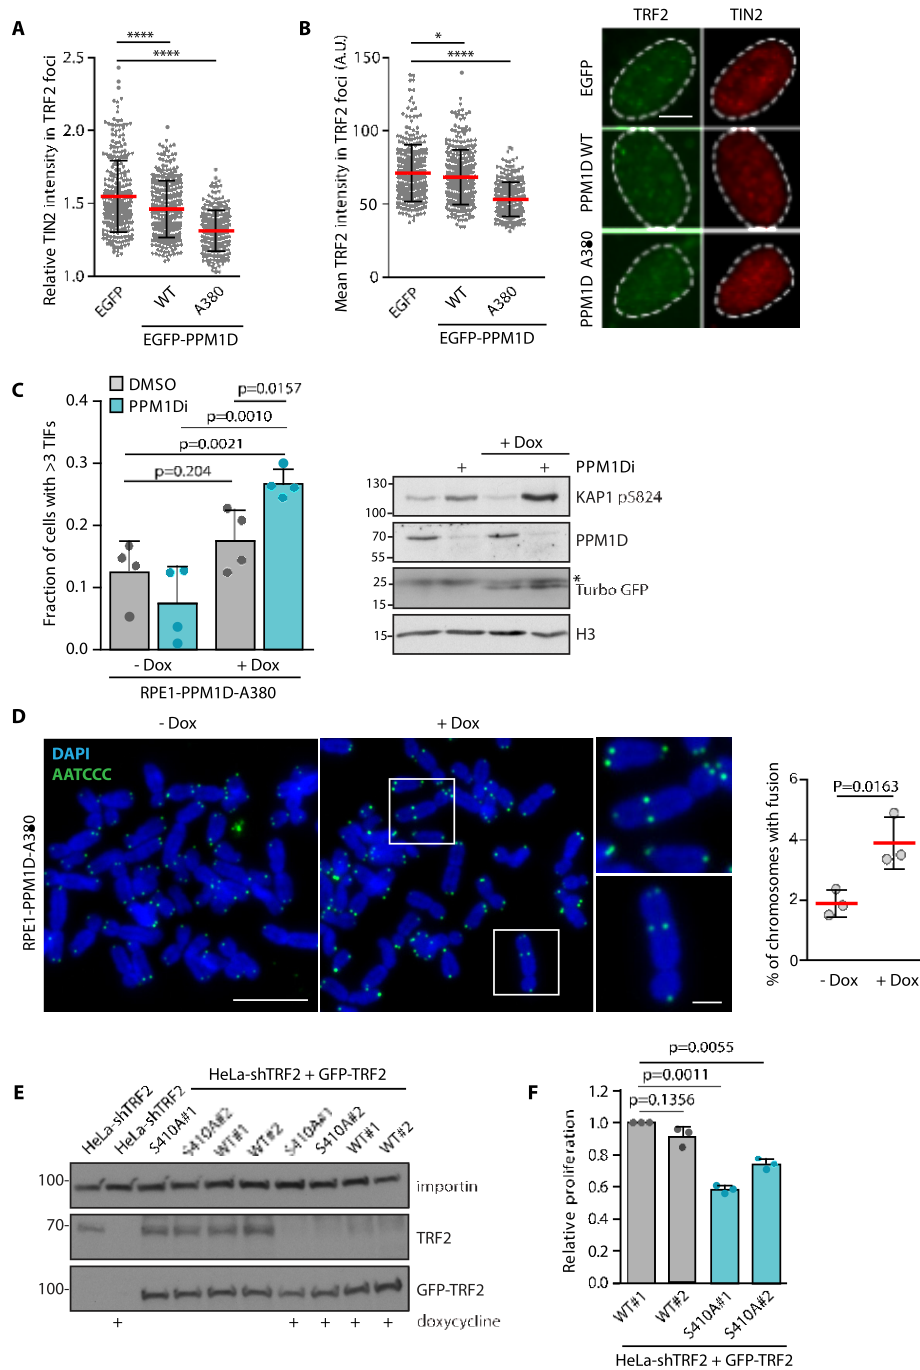 A
****
****
Relative TIN2 intensity in TRF2 foci
2.5
2.0
1.5
1.0
EGFP
WT
A380
EGFP-PPM1D
B
*
****
Mean TRF2 intensity in TRF2 foci (A.U.)
150
100
50
0
EGFP
WT
A380
EGFP-PPM1D
TRF2
TIN2
EGFP
PPM1D WT
PPM1D A380
C
DMSO
PPM1Di
p=0.0157
p=0.0010
p=0.0021
p=0.204
Fraction of cells with >3 TIFs
0.4
0.3
0.2
0.1
0.0
- Dox
+ Dox
RPE1-PPM1D-A380
+ Dox
+
+
PPM1Di
130
100
KAP1 pS824
70
55
PPM1D
25
15
*
Turbo GFP
15
H3
D
- Dox
+ Dox
DAPI
AATCCC
RPE1-PPM1D-A380
% of chromosomes with fusion
6
4
2
0
P=0.0163
- Dox
+ Dox
E
HeLa-shTRF2 + GFP-TRF2
HeLa-shTRF2
HeLa-shTRF2
S410A#1
S410A#2
WT#1
WT#2
S410A#1
S410A#2
WT#1
WT#2
100
importin
70
TRF2
100
GFP-TRF2
+
+
+
+
+
doxycycline
F
p=0.0055
p=0.0011
p=0.1356
Relative proliferation
1.2
1.0
0.8
0.6
0.4
0.2
0.0
WT#1
WT#2
S410A#1
S410A#2
HeLa-shTRF2 + GFP-TRF2